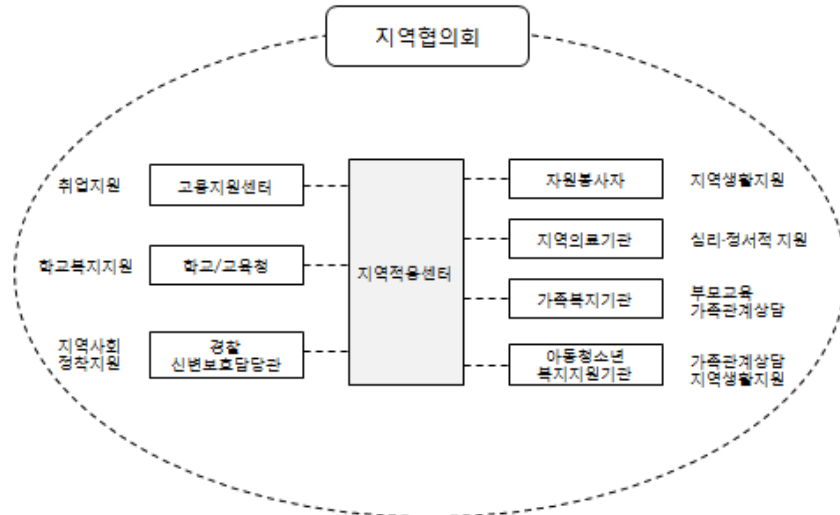 지역협의회
취업지원
고용지원센터
자원봉사자
지역생활지원
지역의료기관
심리·정서적 지원
학교복지지원
학교/교육청
지역적응센터
가족복지기관
부모교육
가족관계상담
지역사회
정착지원
경찰
신변보호담당관
아동청소년
복지지원기관
가족관계상담
지역생활지원